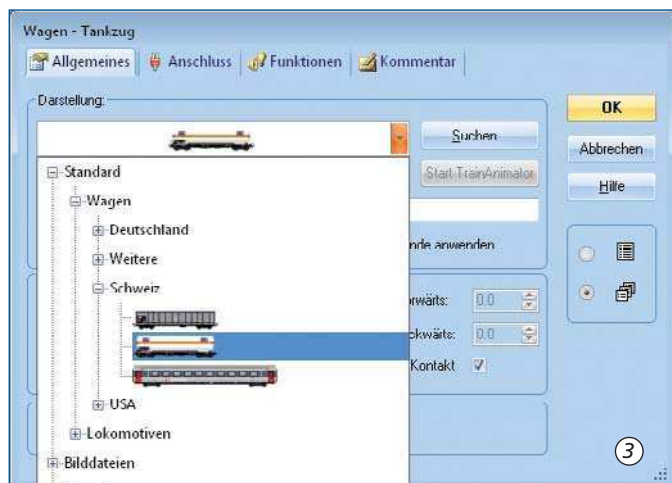 Wagen - Tankzug
Allgemeines Anschluss Funktionen Kommentar
Darstellung:
OK
Suchen
Abbrechen
Standard
Start TrainAnimator
Hilfe
Wagen
Deutschland
nde anwenden
Weitere
Schweiz
rwärts: 0.0
ckwärts: 0.0
Kontakt
USA
Lokomotiven
Bilddateien
3